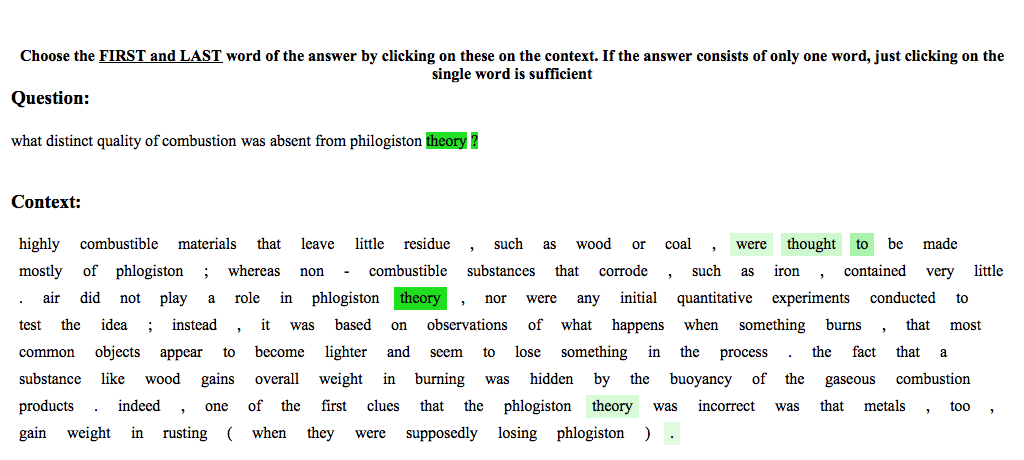 Choose the FIRST and LAST word of the answer by clicking on these on the context. If the answer consists of only one word, just clicking on the
single word is sufficient
Question:
what distinct quality of combustion was absent from philogiston theory ?
Context:
highly combustible materials that leave little residue , such as wood or coal , were thought to be made
mostly of phlogiston ; whereas non - combustible substances that corrode , such as iron , contained very little
. air did not play a role in phlogiston theory , nor were any initial quantitative experiments conducted to
test the idea ; instead , it was based on observations of what happens when something burns , that most
common objects appear to become lighter and seem to lose something in the process . the fact that a
substance like wood gains overall weight in burning was hidden by the buoyancy of the gaseous combustion
products . indeed , one of the first clues that the phlogiston theory was incorrect was that metals , too ,
gain weight in rusting ( when they were supposedly losing phlogiston ) .